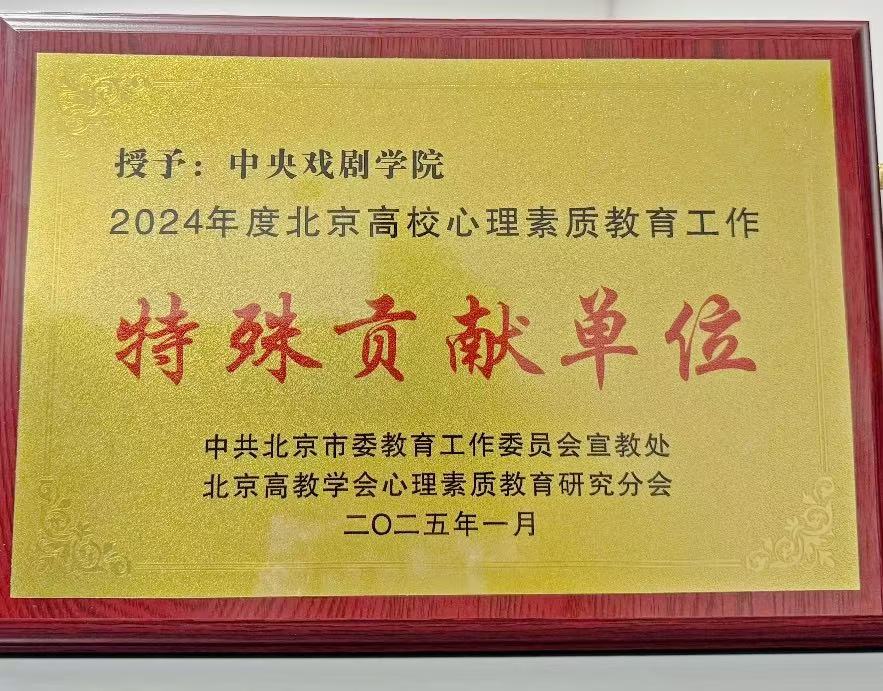 授予：中央戏剧学院
2024年度北京高校心理素质教育工作
特殊贡献单位
中共北京市委教育工作委员会宣教处
北京高教学会心理素质教育研究分会
二〇二五年一月